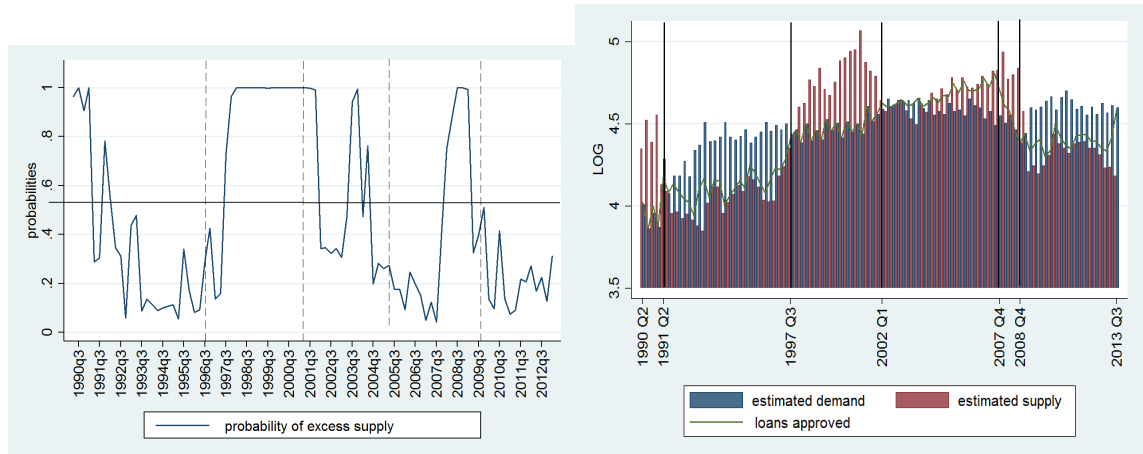 probabilities
1
.8
.6
.4
.2
0
1990q3
1991q3
1992q3
1993q3
1994q3
1995q3
1996q3
1997q3
1998q3
1999q3
2000q3
2001q3
2002q3
2003q3
2004q3
2005q3
2006q3
2007q3
2008q3
2009q3
2010q3
2011q3
2012q3
probability of excess supply
LOG
5
4.5
4
3.5
1990 Q2
1991 Q2
1997 Q3
2002 Q1
2007 Q4
2008 Q4
2013 Q3
estimated demand
estimated supply
loans approved